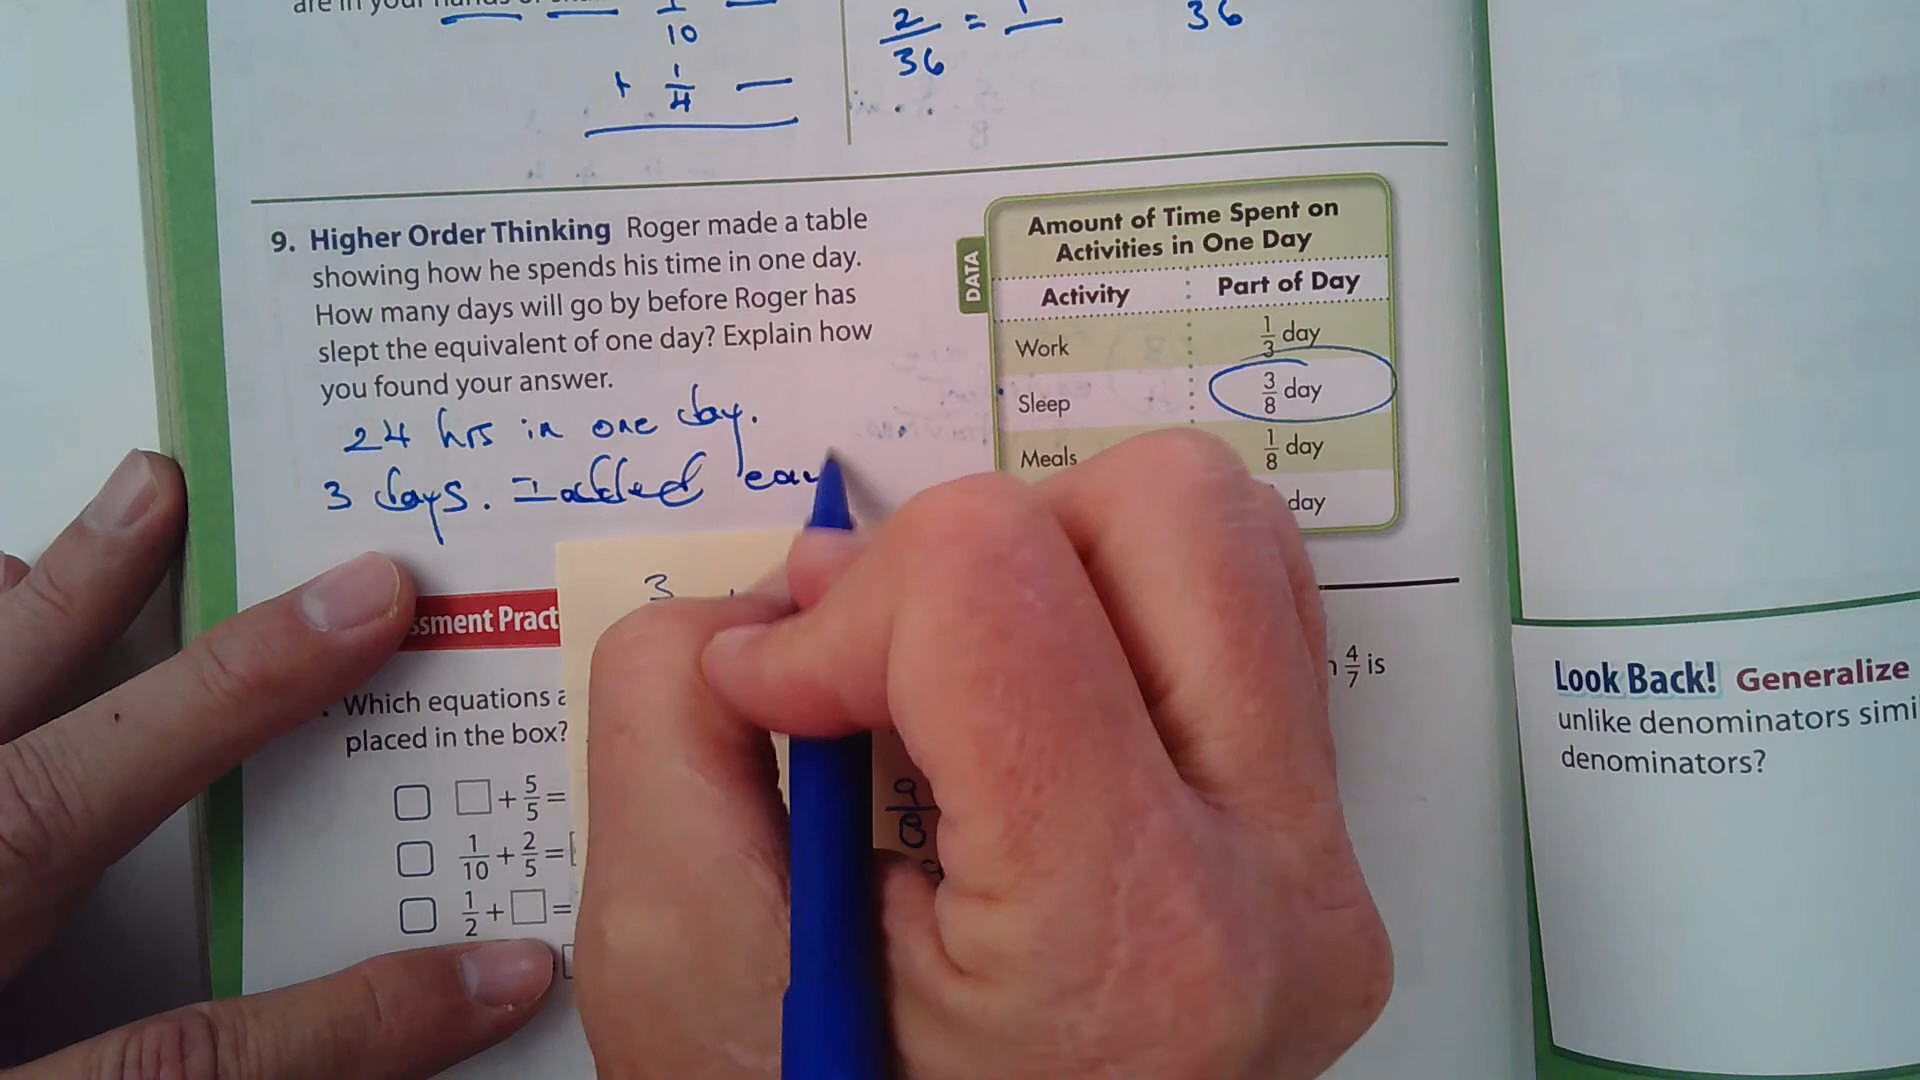 are in your hands
1
10
+ 1/4
2/36 = 1
36
9. Higher Order Thinking Roger made a table
showing how he spends his time in one day.
How many days will go by before Roger has
slept the equivalent of one day? Explain how
you found your answer.
24 hrs in one day.
3 days. I added
DATA
Amount of Time Spent on
Activities in One Day
Activity Part of Day
Work 1/3 day
Sleep 3/8 day
Meals 1/8 day
day
3
ssment Pract
Which equations
placed in the box?
□ + 5/5 =
1/10 + 2/5 =
1/2 + □ =
4/7 is
9/8
Look Back! Generalize
unlike denominators simi
denominators?